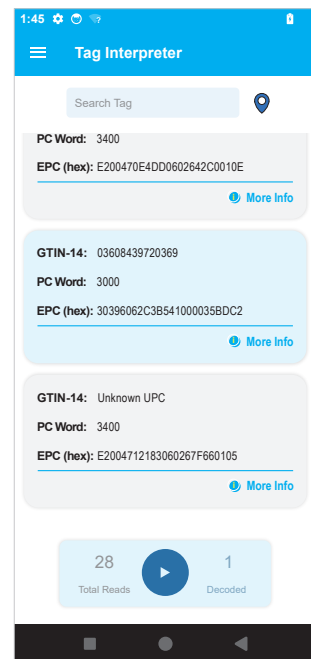 1:45
Tag Interpreter
Search Tag
PC Word: 3400
EPC (hex): E200470E4DD0602642C0010E
More Info
GTIN-14: 03608439720369
PC Word: 3000
EPC (hex): 30396062C3B541000035BDC2
More Info
GTIN-14: Unknown UPC
PC Word: 3400
EPC (hex): E2004712183060267F660105
More Info
28 1
Total Reads Decoded